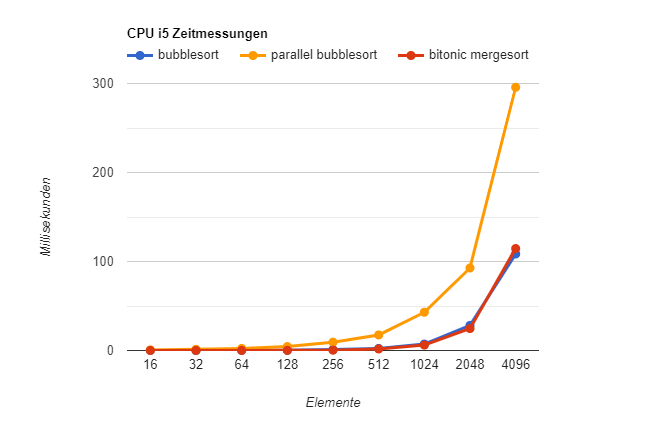 CPU i5 Zeitmessungen
bubblesort parallel bubblesort bitonic mergesort
300
200
100
0
Millisekunden
16 32 64 128 256 512 1024 2048 4096
Elemente